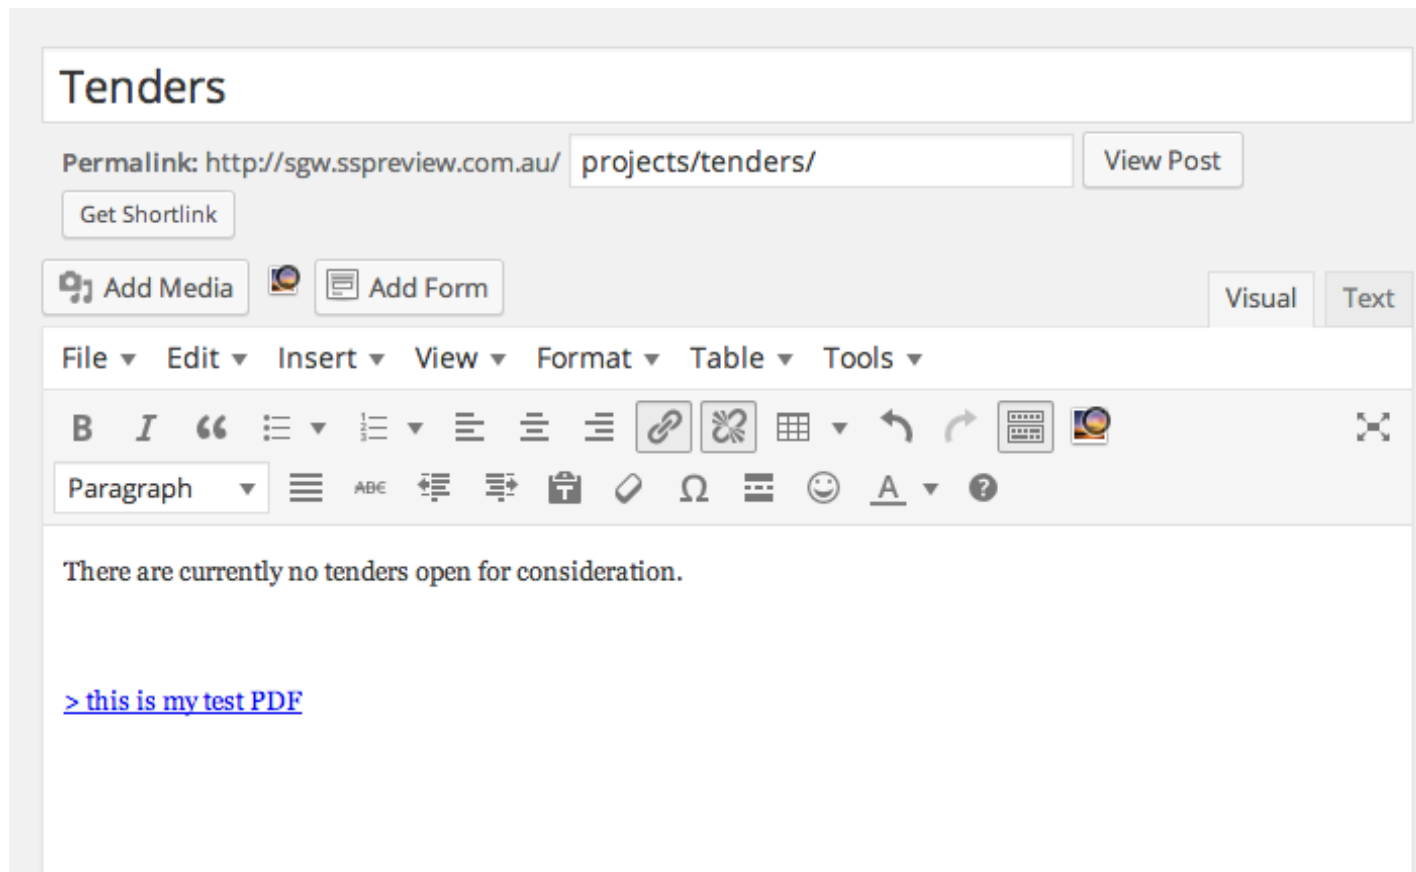 Tenders
Permalink: http://sgw.sspreview.com.au/ projects/tenders/ View Post
Get Shortlink
Add Media Add Form Visual Text
File Edit Insert View Format Table Tools
B I
Paragraph ABC Ω A ?
There are currently no tenders open for consideration.
> this is my test PDF